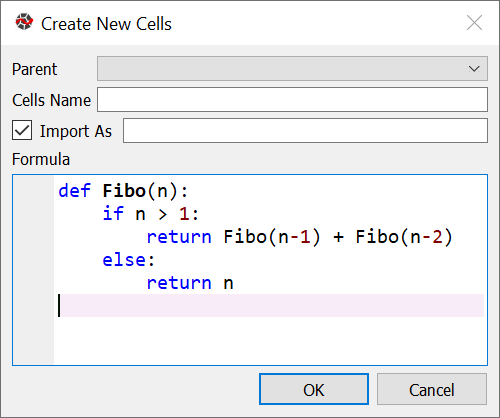 Create New Cells
Parent
Cells Name
Import As
Formula
def Fibo(n):
    if n > 1:
        return Fibo(n-1) + Fibo(n-2)
    else:
        return n
OK Cancel